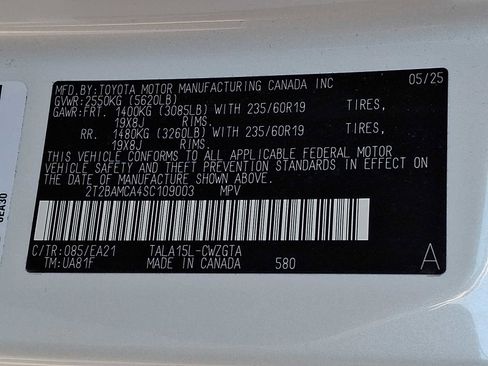 MFD.BY:TOYOTA MOTOR MANUFACTURING CANADA INC 05/25
GVWR:2550KG (5620LB)
GAWR:FRT. 1400KG (3085LB) WITH 235/60R19 TIRES,
19X8J RIMS.
RR. 1480KG (3260LB) WITH 235/60R19 TIRES,
19X8J RIMS.
THIS VEHICLE CONFORMS TO ALL APPLICABLE FEDERAL MOTOR
VEHICLE SAFETY AND THEFT PREVENTION STANDARDS IN EFFECT ON
THE DATE OF MANUFACTURE SHOWN ABOVE.
2T2BAMCA4SC109003 MPV
C/TR:085/EA21 TALA15L-CWZGTA A
TM:UA81F MADE IN CANADA 580
0EA30